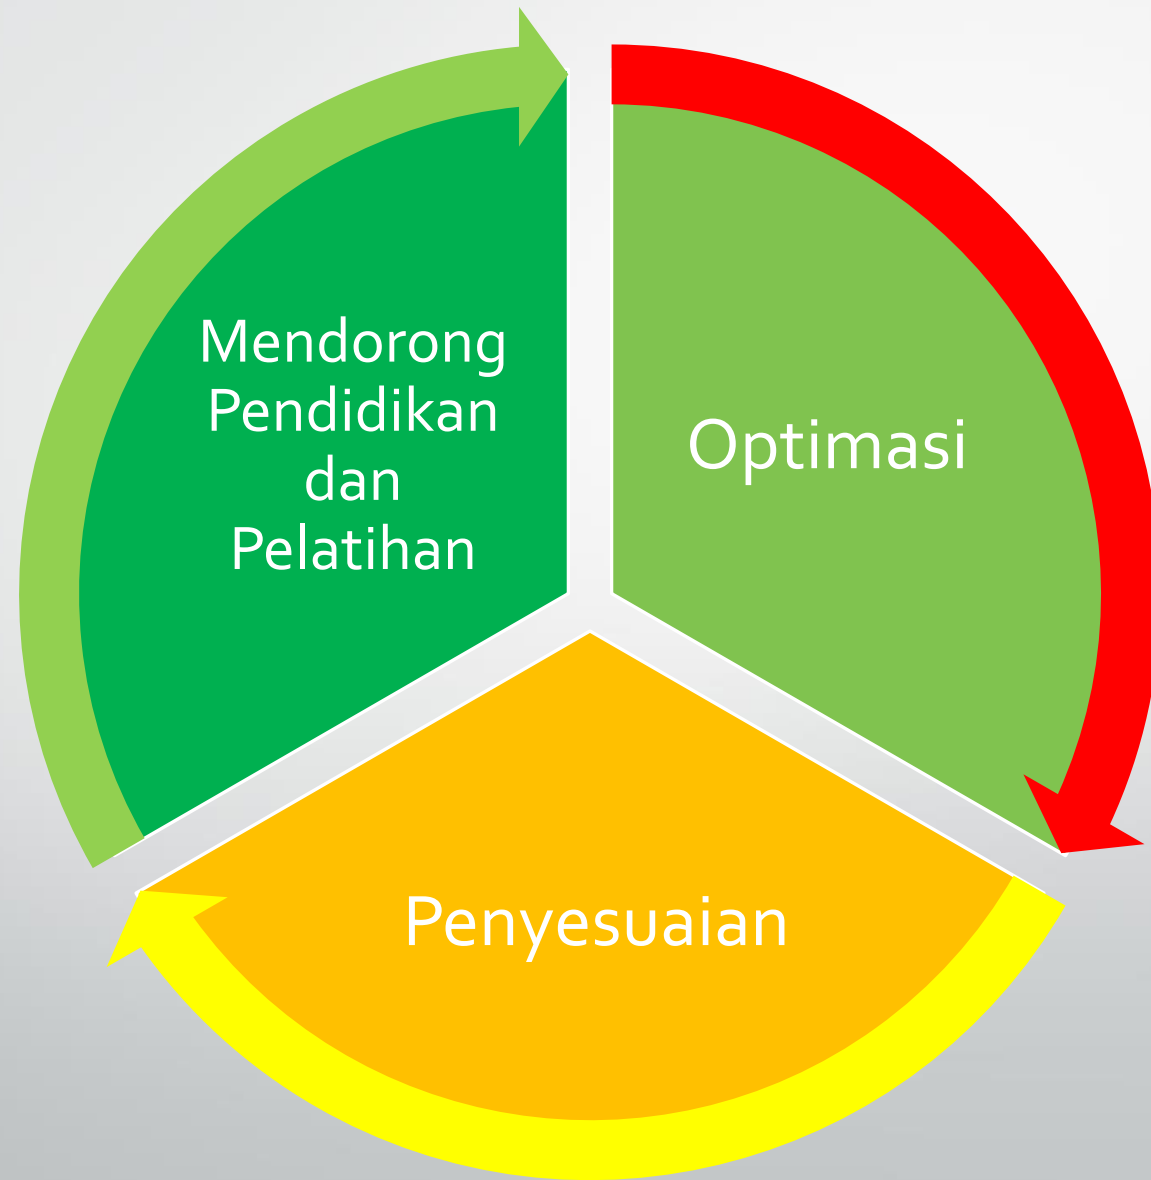 Mendorong
Pendidikan
dan
Pelatihan
Optimasi
Penyesuaian